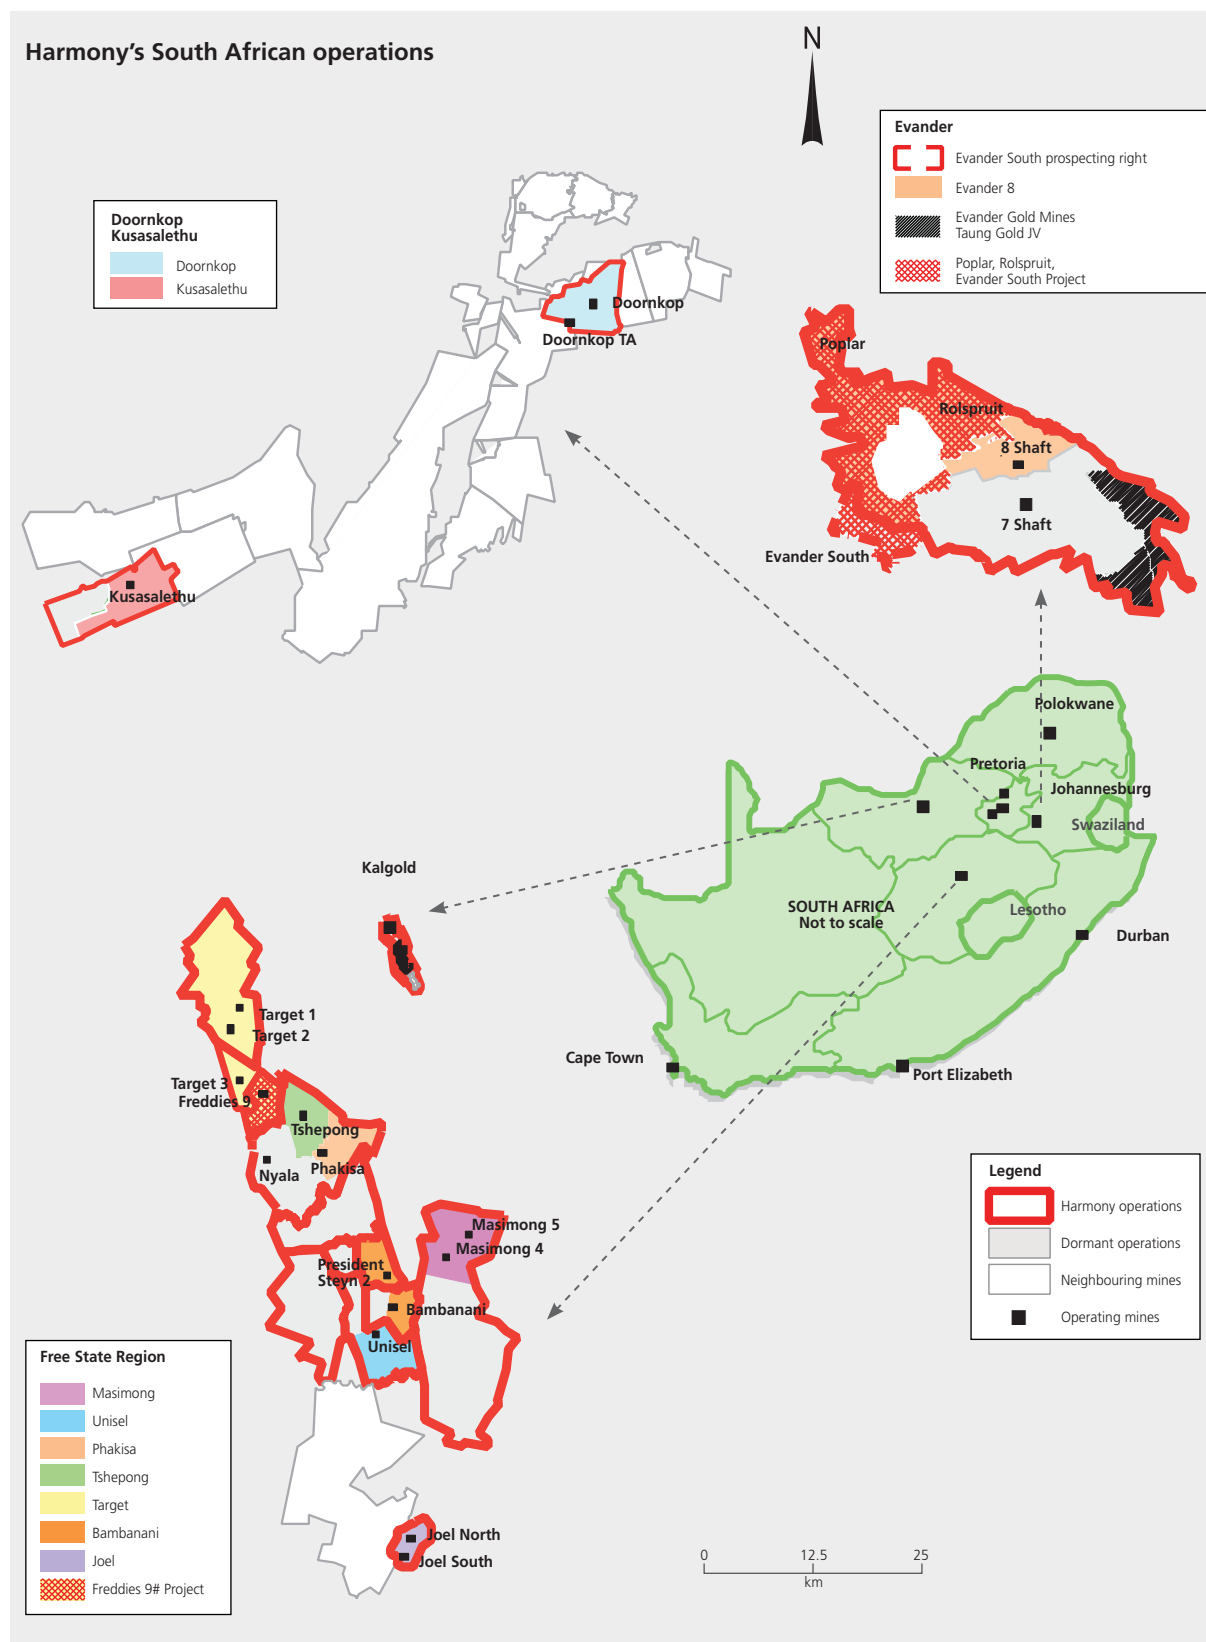 Harmony's South African operations
N
Evander
Evander South prospecting right
Evander 8
Evander Gold Mines
Taung Gold JV
Poplar, Rolspruit,
Evander South Project
Doornkop
Kusasalethu
Doornkop
Kusasalethu
Doornkop
Doornkop TA
Kusasalethu
Poplar
Rolspruit
8 Shaft
7 Shaft
Evander South
Polokwane
Pretoria
Johannesburg
Swaziland
SOUTH AFRICA
Not to scale
Lesotho
Durban
Cape Town
Port Elizabeth
Kalgold
Target 1
Target 2
Target 3
Freddies 9
Tshepong
Phakisa
Nyala
Masimong 5
Masimong 4
President
Steyn 2
Bambanani
Unisel
Joel North
Joel South
Legend
Harmony operations
Dormant operations
Neighbouring mines
Operating mines
Free State Region
Masimong
Unisel
Phakisa
Tshepong
Target
Bambanani
Joel
Freddies 9# Project
0 12.5 25
km